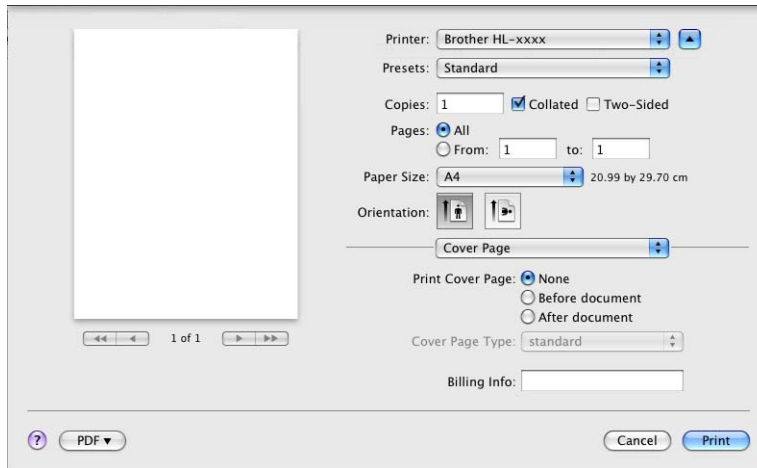 Printer: Brother HL-xxxx
Presets: Standard
Copies: 1 Collated Two-Sided
Pages: All
From: 1 to: 1
Paper Size: A4 20.99 by 29.70 cm
Orientation:
Cover Page
Print Cover Page: None
Before document
After document
1 of 1
Cover Page Type: standard
Billing Info:
? PDF ▼ Cancel Print